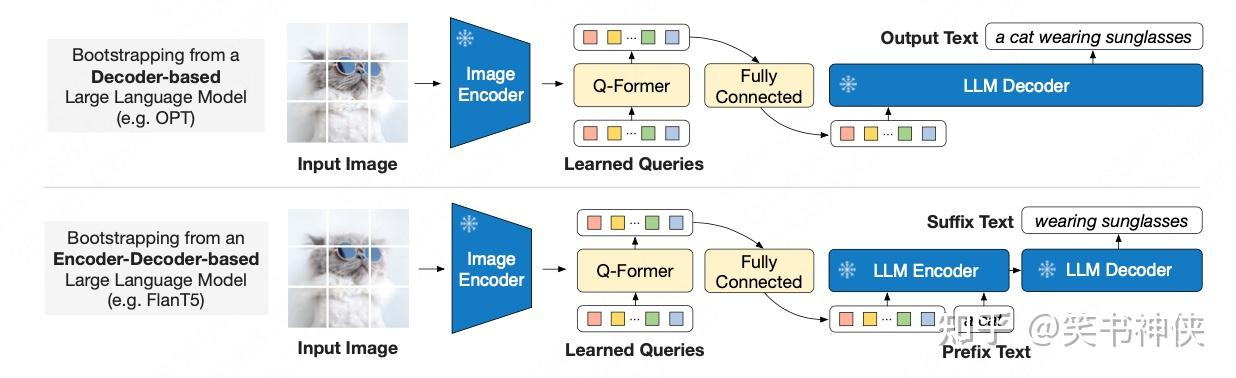 Bootstrapping from a
Decoder-based
Large Language Model
(e.g. OPT)
Input Image
Image
Encoder
Q-Former
Learned Queries
Fully
Connected
Output Text
a cat wearing sunglasses
LLM Decoder
Bootstrapping from an
Encoder-Decoder-based
Large Language Model
(e.g. FlanT5)
Input Image
Image
Encoder
Q-Former
Learned Queries
Fully
Connected
Suffix Text
wearing sunglasses
LLM Encoder
LLM Decoder
a cat
Prefix Text
知乎 @笑书神侠